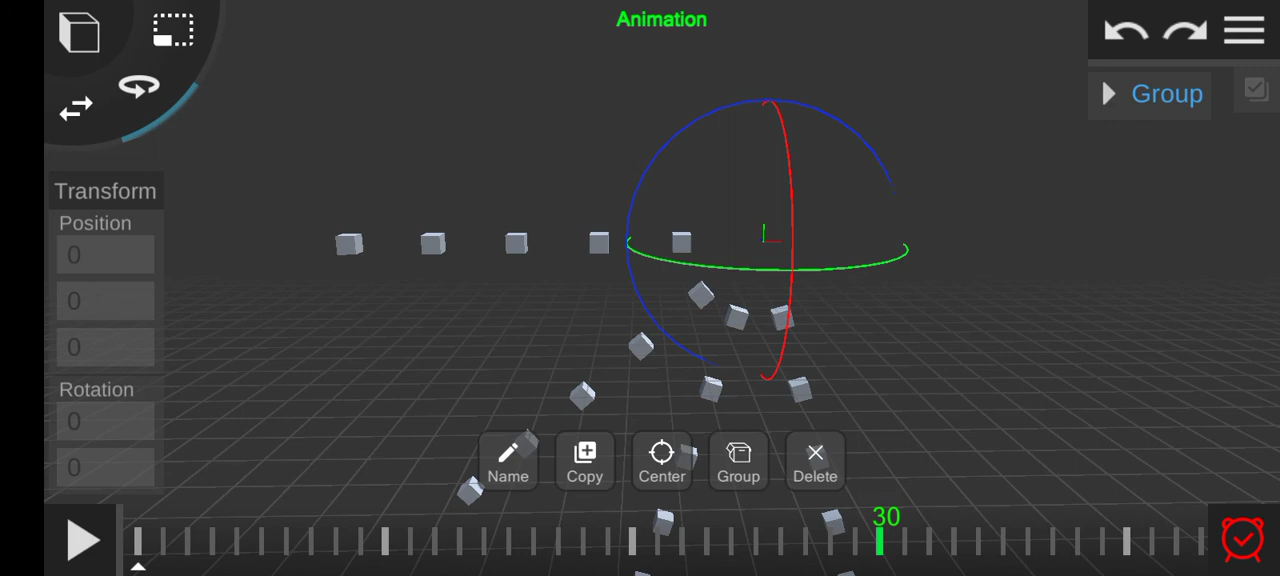 Animation
Group
Transform
Position
0
0
0
Rotation
0
0
Name
Copy
Center
Group
Delete
30